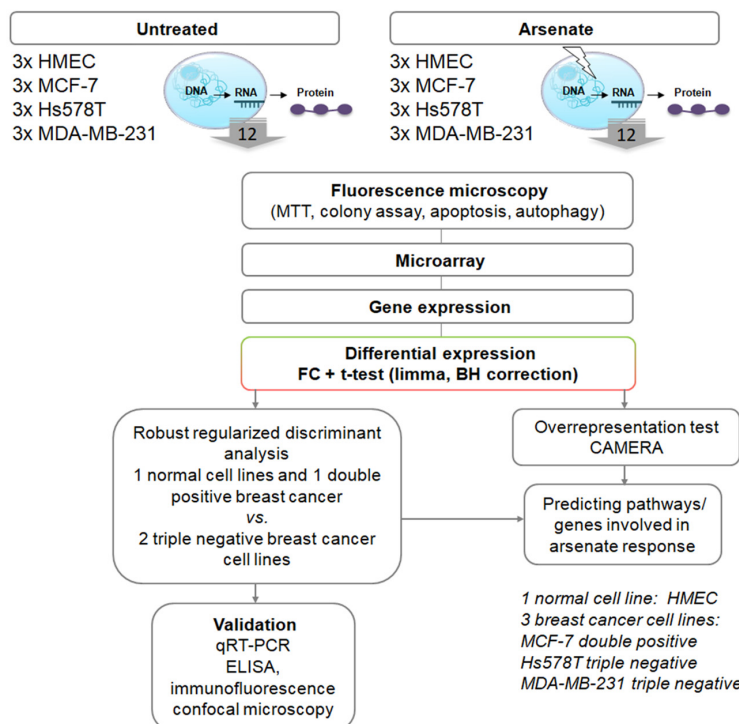 Untreated
3x HMEC
3x MCF-7
3x Hs578T
3x MDA-MB-231
DNA
RNA
Protein
12
Arsenate
3x HMEC
3x MCF-7
3x Hs578T
3x MDA-MB-231
DNA
RNA
Protein
12
Fluorescence microscopy
(MTT, colony assay, apoptosis, autophagy)
Microarray
Gene expression
Differential expression
FC + t-test (limma, BH correction)
Robust regularized discriminant
analysis
1 normal cell lines and 1 double
positive breast cancer
vs.
2 triple negative breast cancer
cell lines
Overrepresentation test
CAMERA
Predicting pathways/
genes involved in
arsenate response
Validation
qRT-PCR
ELISA,
immunofluorescence
confocal microscopy
1 normal cell line: HMEC
3 breast cancer cell lines:
MCF-7 double positive
Hs578T triple negative
MDA-MB-231 triple negative